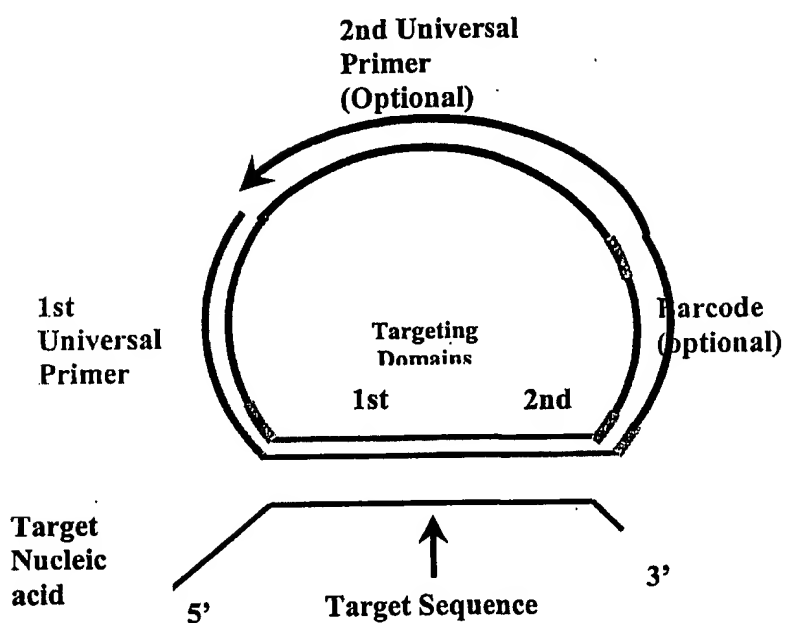 2nd Universal
Primer
(Optional)
1st
Universal
Primer
Barcode
(optional)
Targeting
Domains
1st 2nd
Target
Nucleic
acid
5’
Target Sequence
3’